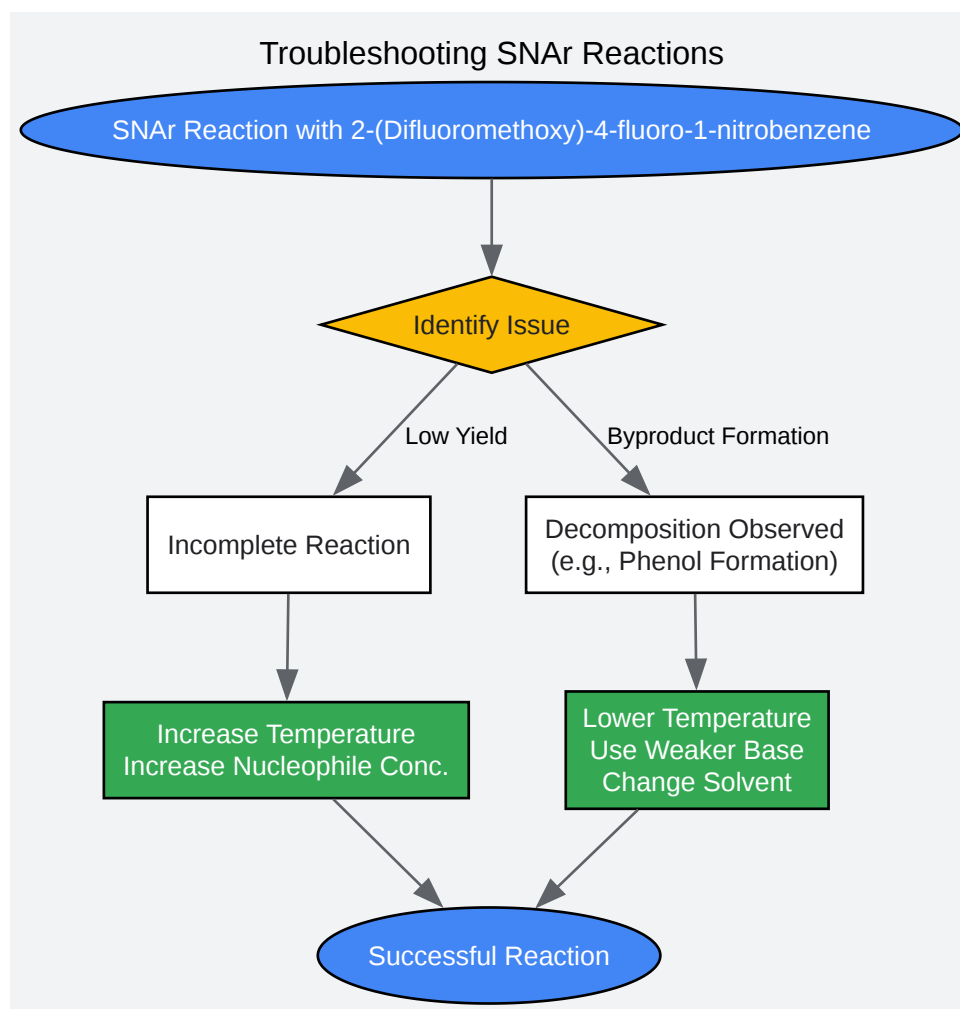 Troubleshooting SNAr Reactions
SNAr Reaction with 2-(Difluoromethoxy)-4-fluoro-1-nitrobenzene
Identify Issue
Low Yield
Byproduct Formation
Incomplete Reaction
Decomposition Observed
(e.g., Phenol Formation)
Increase Temperature
Increase Nucleophile Conc.
Lower Temperature
Use Weaker Base
Change Solvent
Successful Reaction